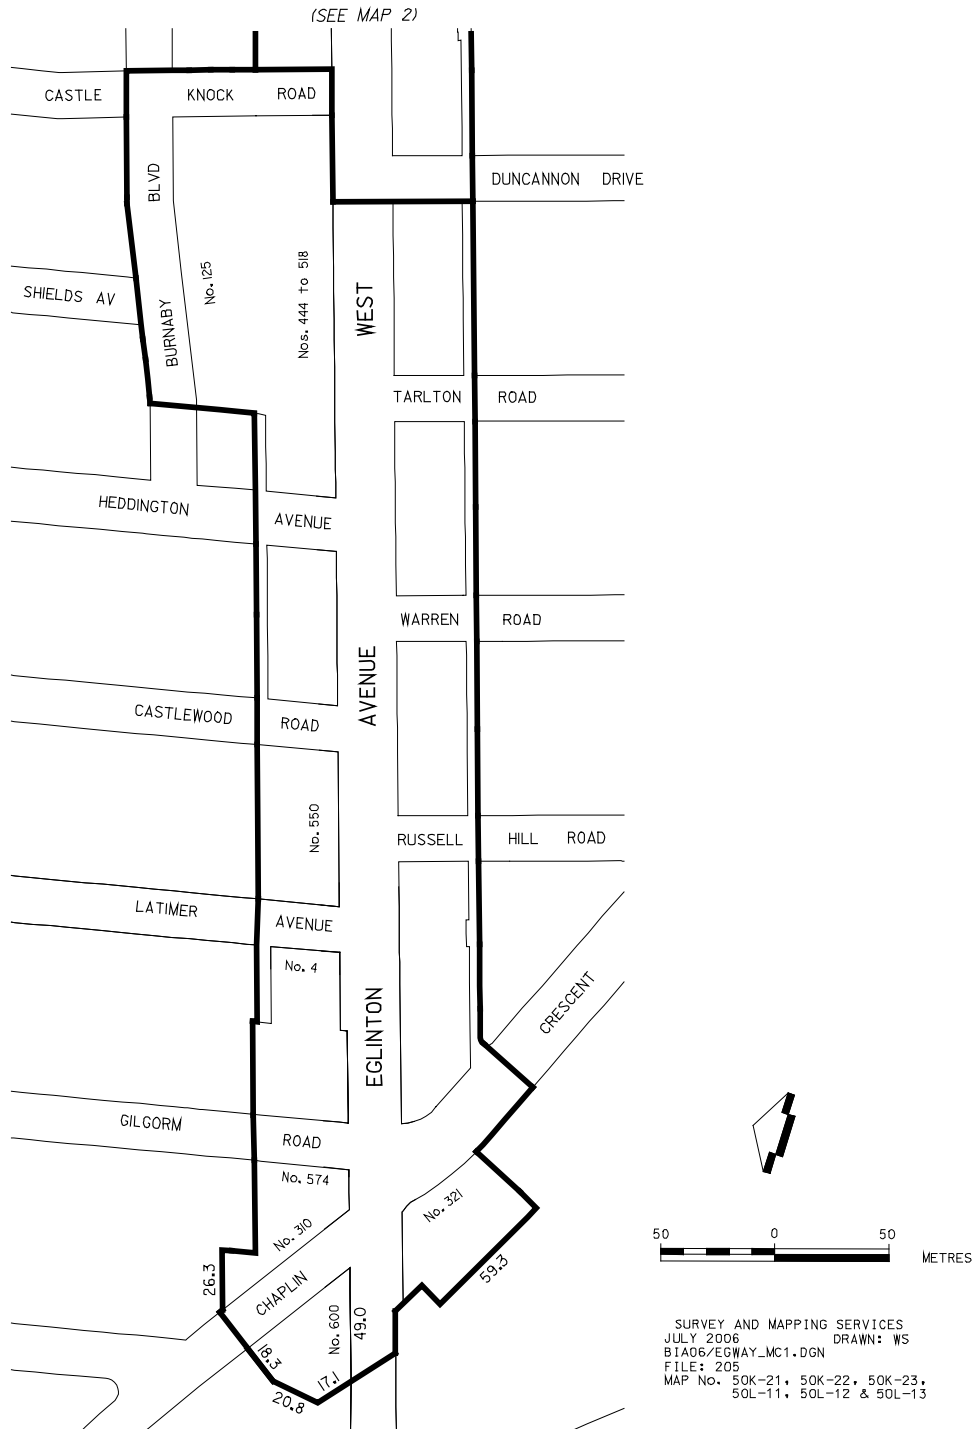 (SEE MAP 2)
CASTLE KNOCK ROAD
DUNCANNON DRIVE
BURNABY BLVD
No. 125
Nos. 444 to 518
SHIELDS AV
WEST
TARLTON ROAD
HEDDINGTON AVENUE
WARREN ROAD
AVENUE
CASTLEWOOD ROAD
No. 550
RUSSELL HILL ROAD
LATIMER AVENUE
No. 4
EGLINTON
CRESCENT
GILGORM ROAD
No. 574
No. 310
No. 321
26.3
CHAPLIN
59.3
No. 600
49.0
18.3
17.1
20.8
50 0 50
METRES
SURVEY AND MAPPING SERVICES
JULY 2006 DRAWN: WS
BIA06/EGWAY_MC1.DGN
FILE: 205
MAP No. 50K-21, 50K-22, 50K-23,
50L-11, 50L-12 & 50L-13